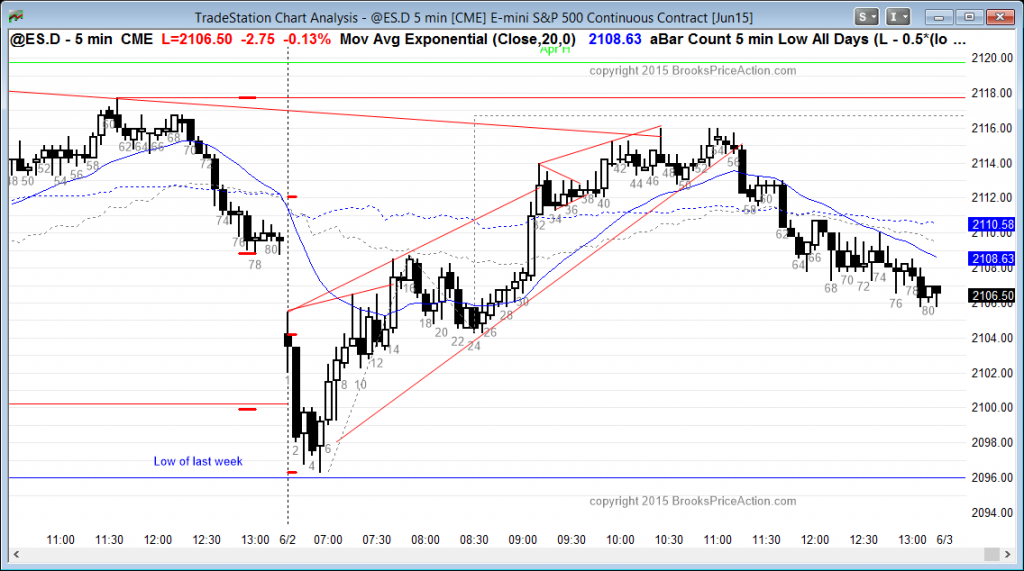 TradeStation Chart Analysis - @ES.D 5 min [CME] E-mini S&P 500 Continuous Contract [Jun15]
S I
@ES.D - 5 min CME L=2106.50 -2.75 -0.13% Mov Avg Exponential (Close,20,0) 2108.63 aBar Count 5 min Low All Days (L - 0.5*(lo ...
2120.00
copyright 2015 BrooksPriceAction.com
2118.00
2116.00
62 64 66 68 70 72
48 50 52 54 56 58
42 44 46 48 50 52 54 56
2114.00
32 34 36 38 40
58 60
2112.00
74 76 78 80
62 64 66
2110.58
2110.00
2108.63
2108.00
68 70 72 74 76 78 80
2106.50
2106.00
16 18 20 22 24 26 28 30
2104.00
1 2 4 6 8 10 12 14
2102.00
2100.00
2098.00
Low of last week
2096.00
copyright 2015 BrooksPriceAction.com
2094.00
11:00 11:30 12:00 12:30 13:00 6/2 07:00 07:30 08:00 08:30 09:00 09:30 10:00 10:30 11:00 11:30 12:00 12:30 13:00 6/3